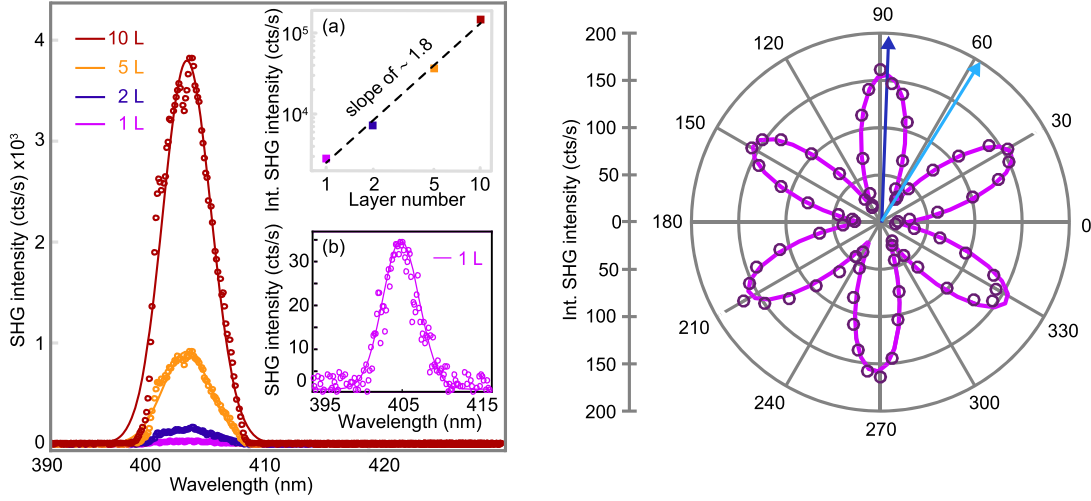 SHG intensity (cts/s) x10³
4
3
2
1
0
390
400
410
420
Wavelength (nm)
10 L
5 L
2 L
1 L
(a)
Int. SHG intensity (cts/s)
10⁵
10⁴
slope of ~ 1.8
1
2
5
10
Layer number
(b)
SHG intensity (cts/s)
30
20
10
0
1 L
395
405
415
Wavelength (nm)
Int. SHG intensity (cts/s)
200
150
100
50
0
50
100
150
200
90
120
60
150
30
180
0
210
330
240
300
270